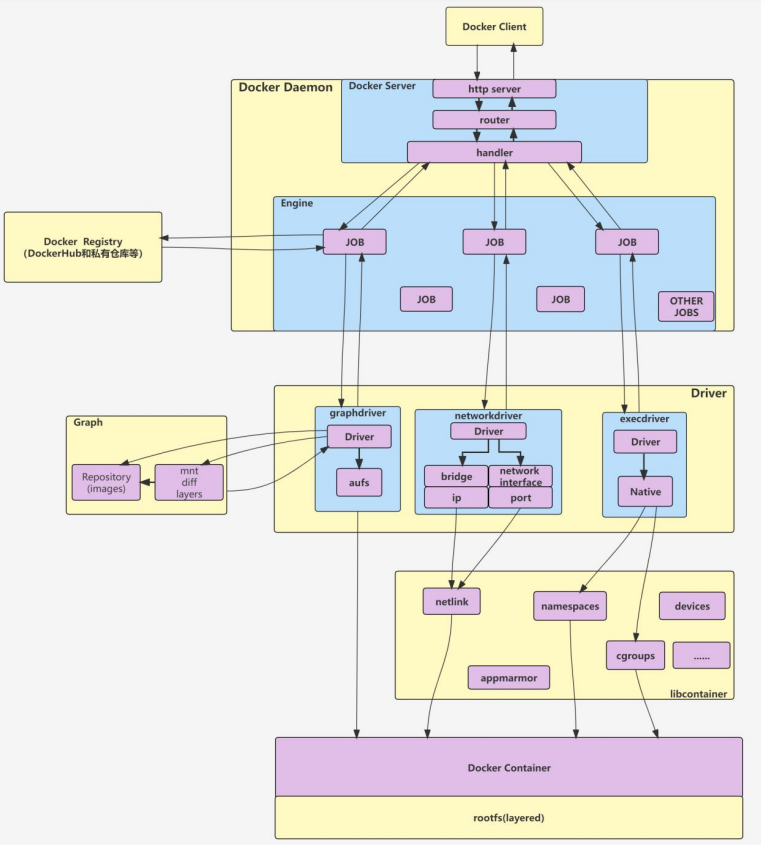 Docker Client
Docker Daemon
Docker Server
http server
router
handler
Engine
Docker Registry
（DockerHub和私有仓库等）
JOB
JOB
JOB
JOB
JOB
OTHER
JOBS
Driver
graphdriver
networkdriver
execdriver
Graph
Driver
Driver
Driver
Repository
(images)
mnt
diff
layers
aufs
bridge
network
interface
ip
port
Native
netlink
namespaces
devices
cgroups
......
appmarmor
libcontainer
Docker Container
rootfs(layered)